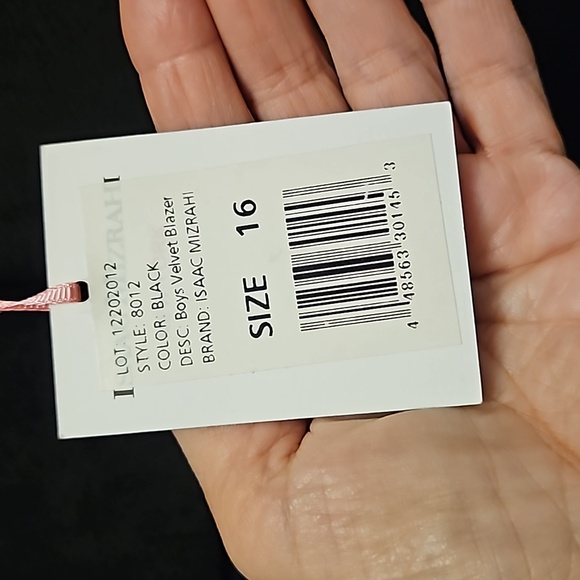 LOT: 12202012
STYLE: 8012
COLOR: BLACK
DESC: Boys Velvet Blazer
BRAND: ISAAC MIZRAHI
SIZE 16
4 48563 30145 3